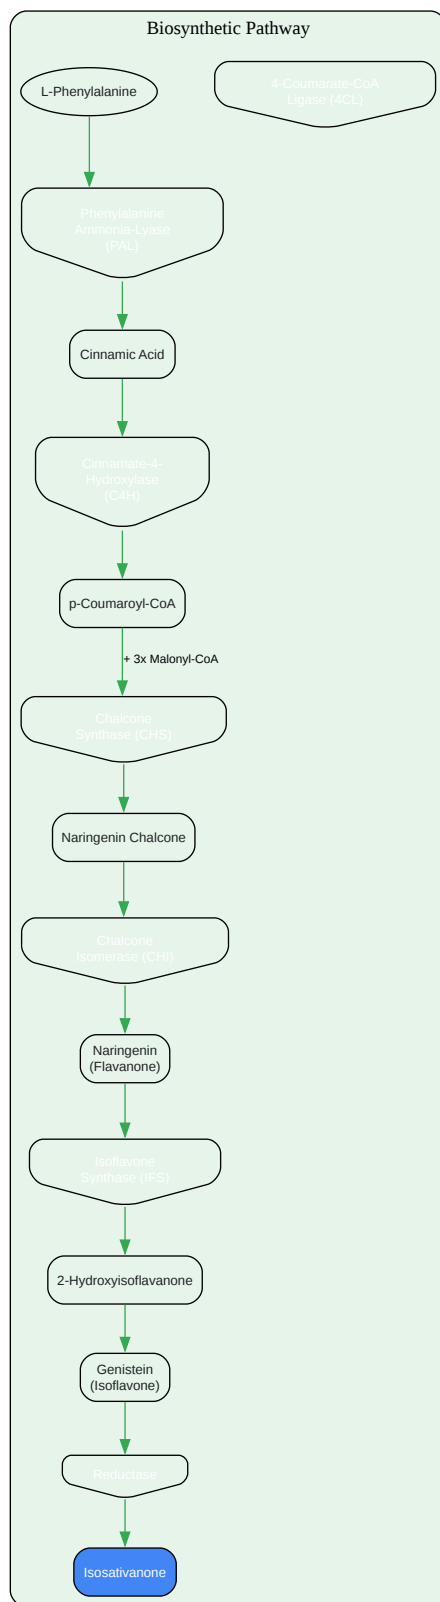 Biosynthetic Pathway
L-Phenylalanine
4-Coumarate-CoA
Ligase (4CL)
Phenylalanine
Ammonia-Lyase
(PAL)
Cinnamic Acid
Cinnamate-4-
Hydroxylase
(C4H)
p-Coumaroyl-CoA
+ 3x Malonyl-CoA
Chalcone
Synthase (CHS)
Naringenin Chalcone
Chalcone
Isomerase (CHI)
Naringenin
(Flavanone)
Isoflavone
Synthase (IFS)
2-Hydroxyisoflavanone
Genistein
(Isoflavone)
Reductase
Isosativanone